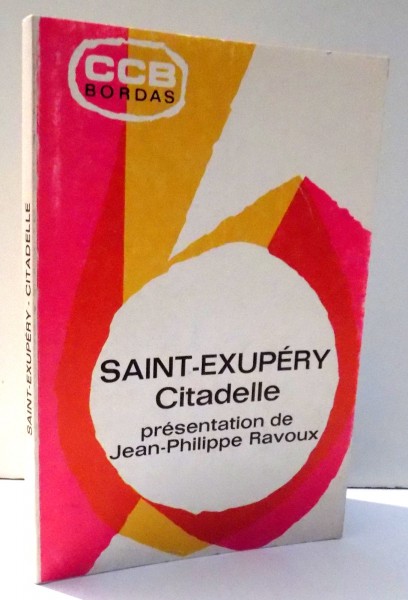 CCB
BORDAS
SAINT-EXUPÉRY
Citadelle
présentation de
Jean-Philippe Ravoux
SAINT-EXUPÉRY - CITADELLE